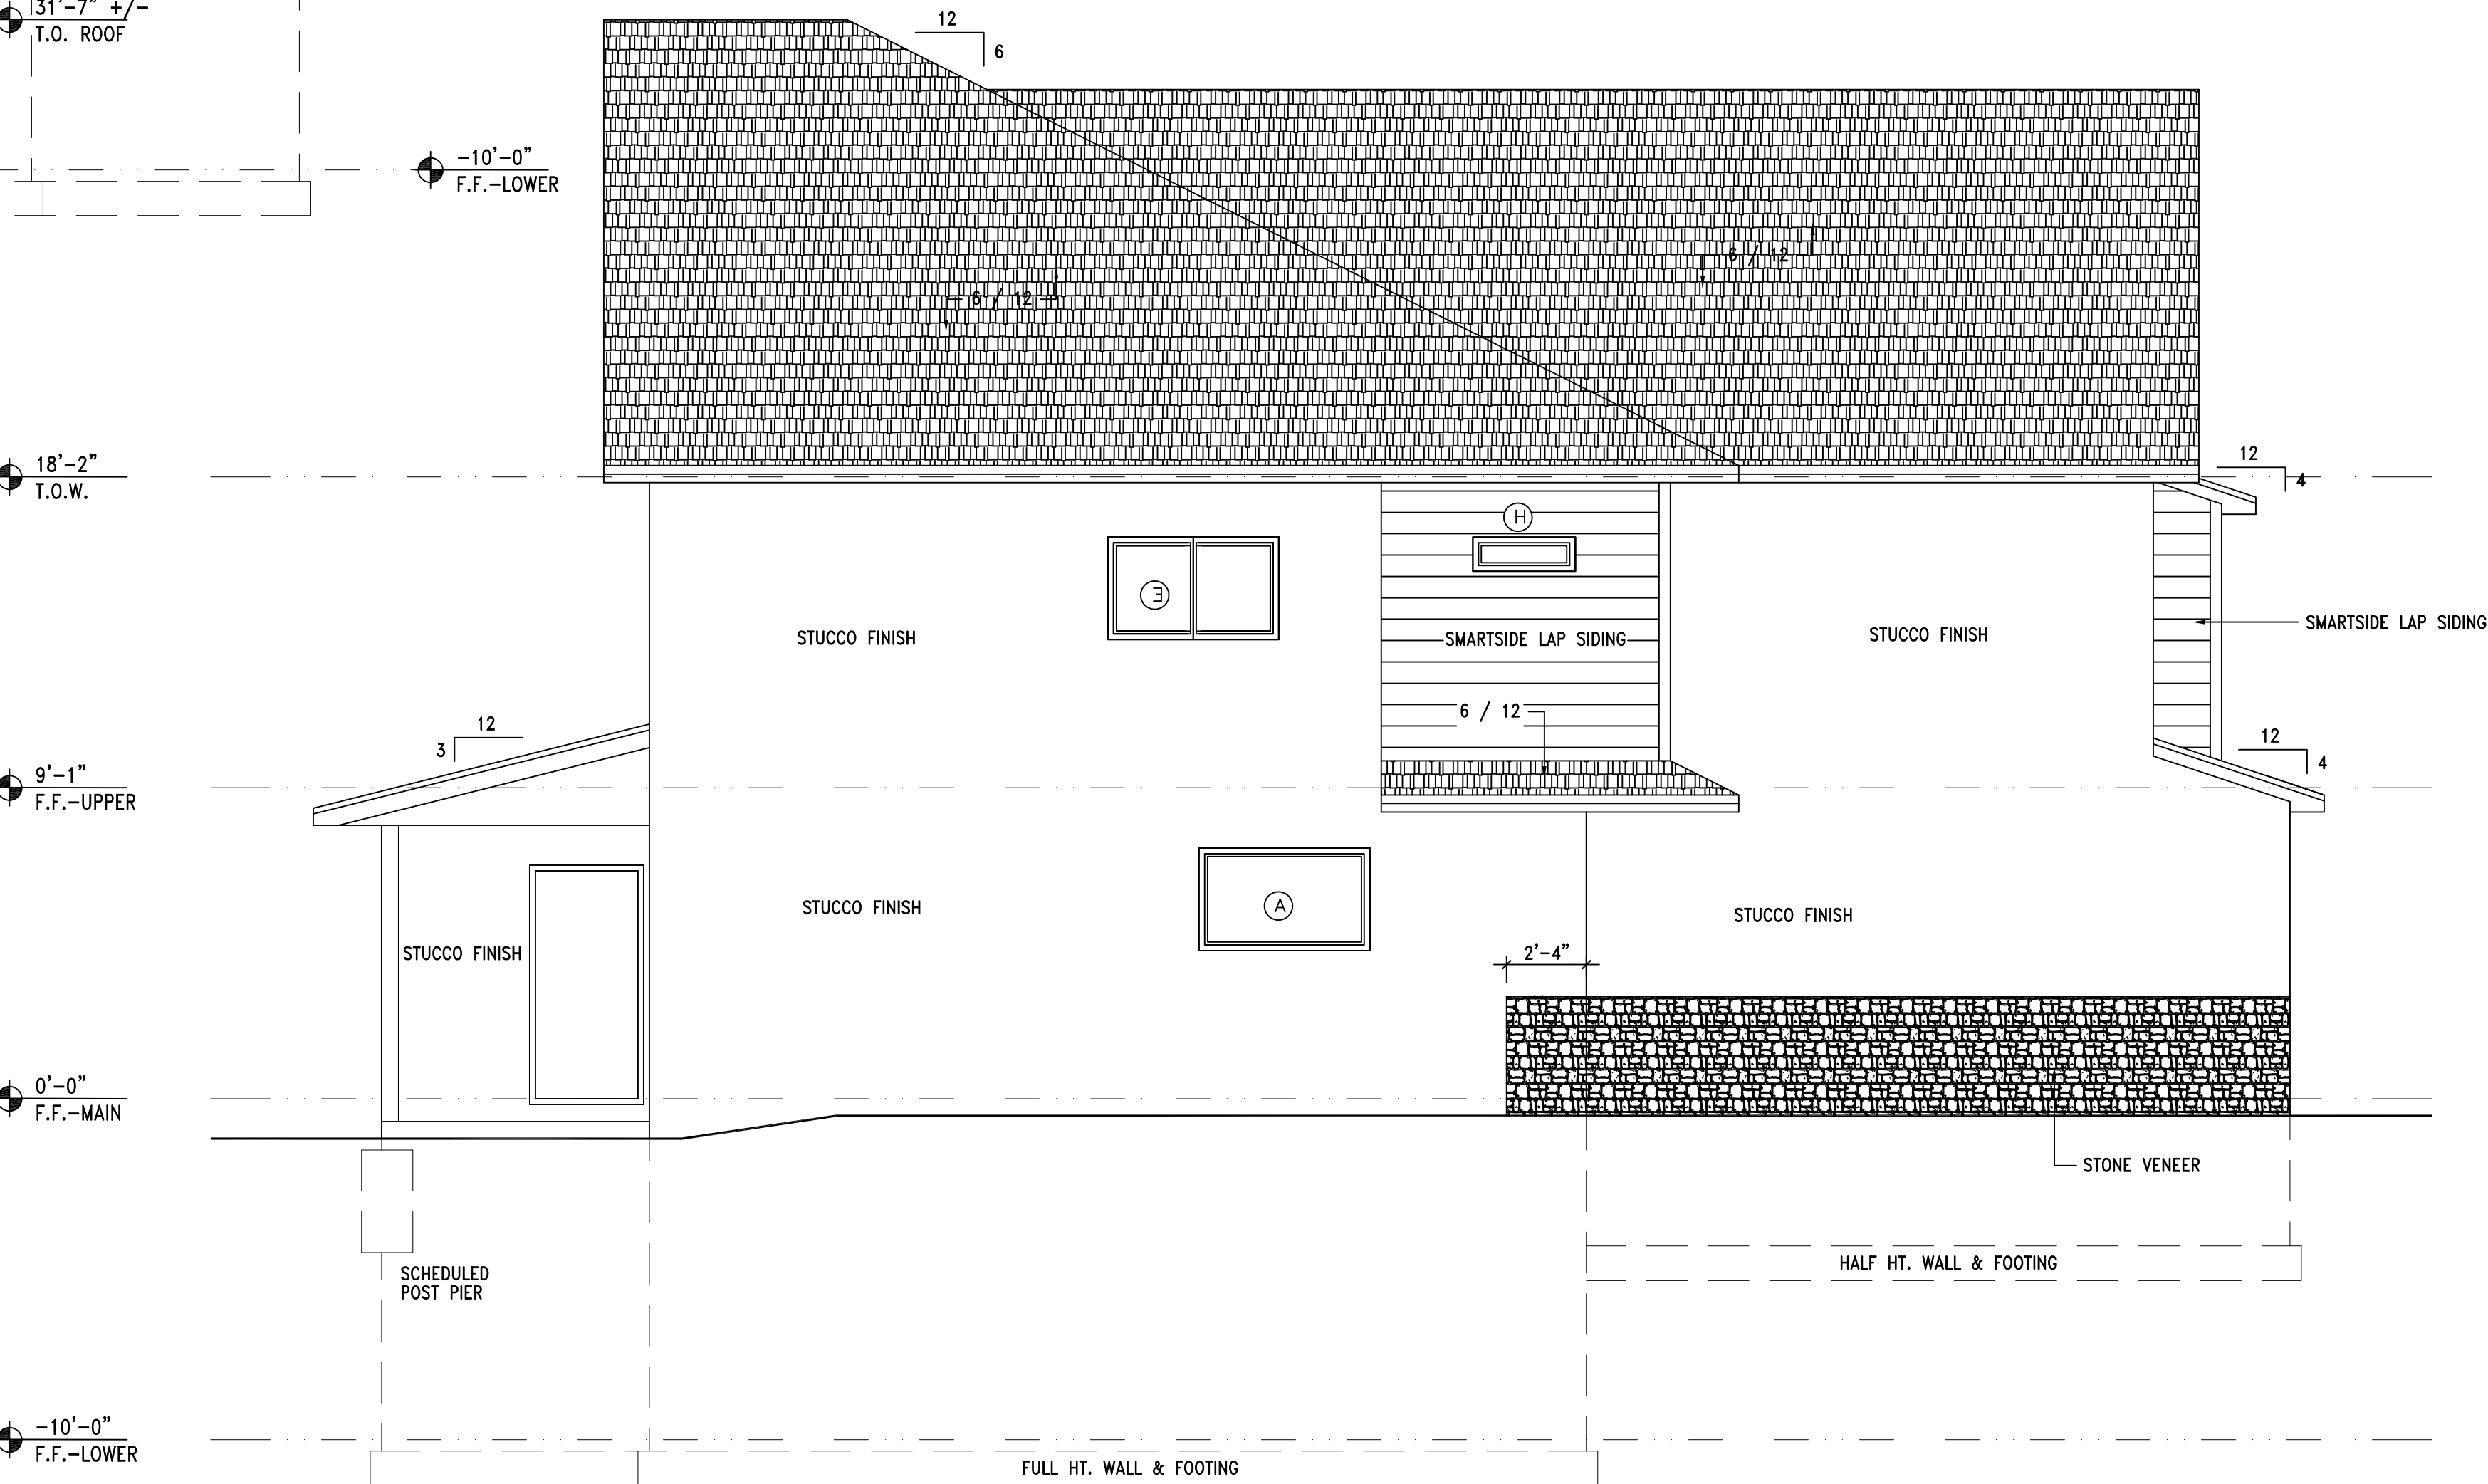 31'-7" +/-
T.O. ROOF
12
6
-10'-0"
F.F.-LOWER
6 / 12
6 / 12
18'-2"
T.O.W.
12
4
H
E
STUCCO FINISH
SMARTSIDE LAP SIDING
STUCCO FINISH
SMARTSIDE LAP SIDING
6 / 12
12
3
12
4
9'-1"
F.F.-UPPER
STUCCO FINISH
A
STUCCO FINISH
STUCCO FINISH
2'-4"
0'-0"
F.F.-MAIN
STONE VENEER
HALF HT. WALL & FOOTING
SCHEDULED
POST PIER
-10'-0"
F.F.-LOWER
FULL HT. WALL & FOOTING